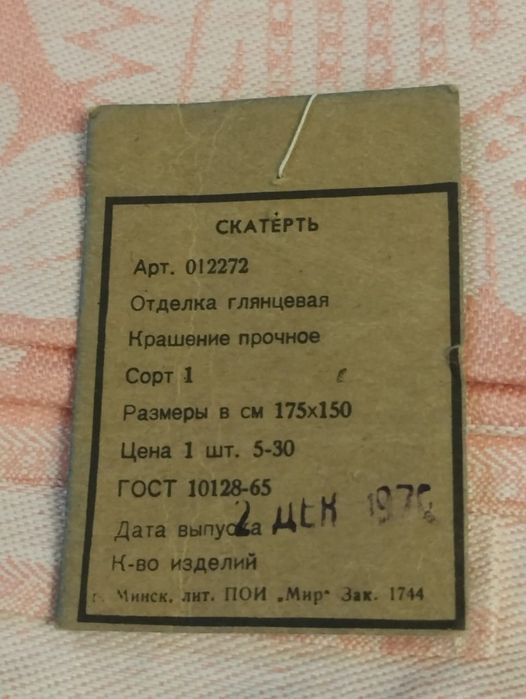 СКАТЕРТЬ
Арт. 012272
Отделка глянцевая
Крашение прочное
Сорт 1
Размеры в см 175х150
Цена 1 шт. 5-30
ГОСТ 10128-65
Дата выпуска 2 ДЕК
К-во изделий
г. Минск, лит. ПОИ „Мир" Зак. 1744